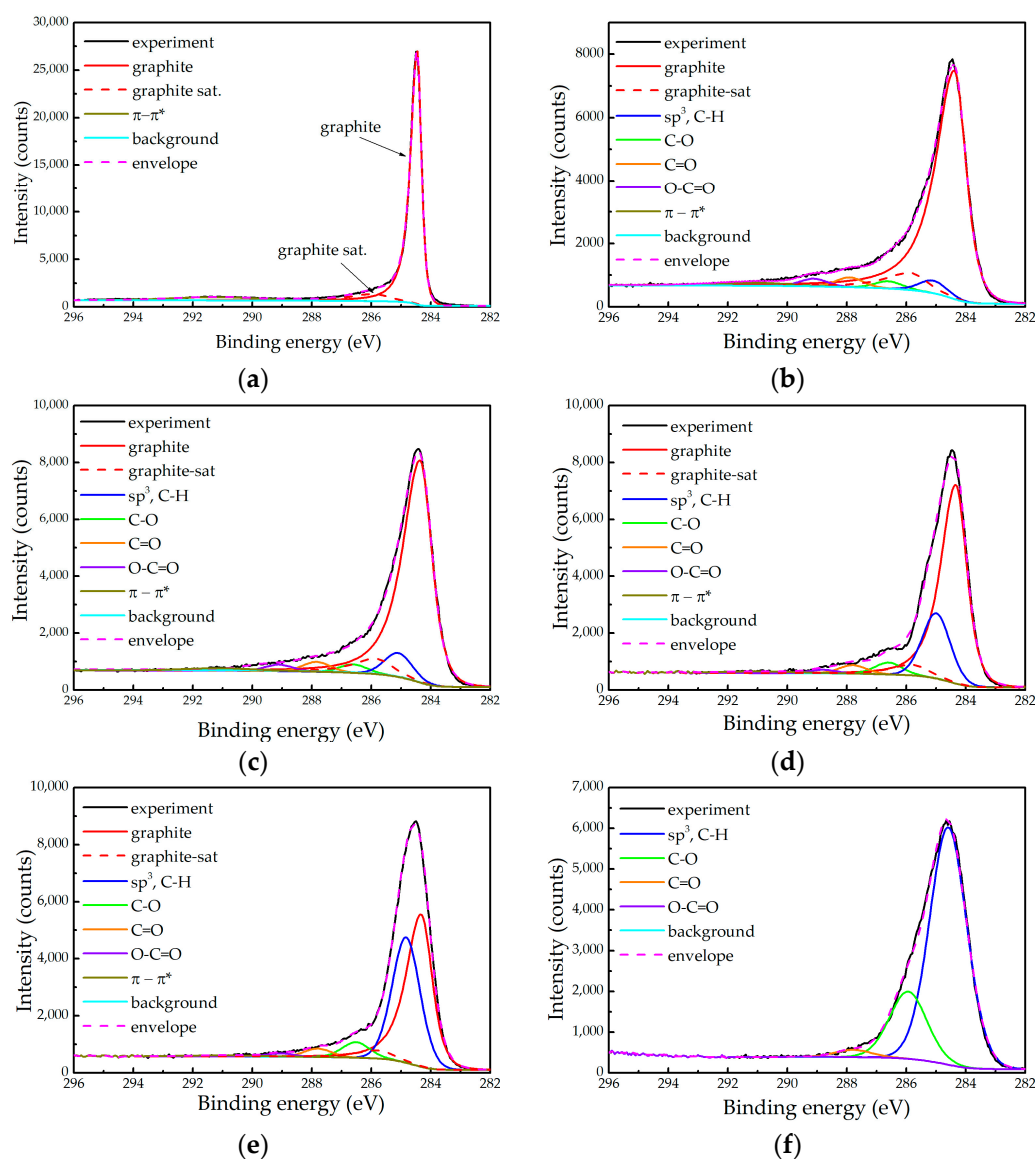 30,000
25,000
20,000
15,000
10,000
5,000
0
Intensity (counts)
experiment
graphite
graphite sat.
π−π*
background
envelope
graphite
graphite sat.
296 294 292 290 288 286 284 282
Binding energy (eV)
(a)
8000
6000
4000
2000
0
Intensity (counts)
experiment
graphite
graphite-sat
sp³, C-H
C-O
C=O
O-C=O
π − π*
background
envelope
296 294 292 290 288 286 284 282
Binding energy (eV)
(b)
10,000
8,000
6,000
4,000
2,000
0
Intensity (counts)
experiment
graphite
graphite-sat
sp³, C-H
C-O
C=O
O-C=O
π − π*
background
envelope
296 294 292 290 288 286 284 282
Binding energy (eV)
(c)
10,000
8,000
6,000
4,000
2,000
0
Intensity (counts)
experiment
graphite
graphite-sat
sp³, C-H
C-O
C=O
O-C=O
π − π*
background
envelope
296 294 292 290 288 286 284 282
Binding energy (eV)
(d)
10,000
8,000
6,000
4,000
2,000
0
Intensity (counts)
experiment
graphite
graphite-sat
sp³, C-H
C-O
C=O
O-C=O
π − π*
background
envelope
296 294 292 290 288 286 284 282
Binding energy (eV)
(e)
7,000
6,000
5,000
4,000
3,000
2,000
1,000
0
Intensity (counts)
experiment
sp³, C-H
C-O
C=O
O-C=O
background
envelope
296 294 292 290 288 286 284 282
Binding energy (eV)
(f)